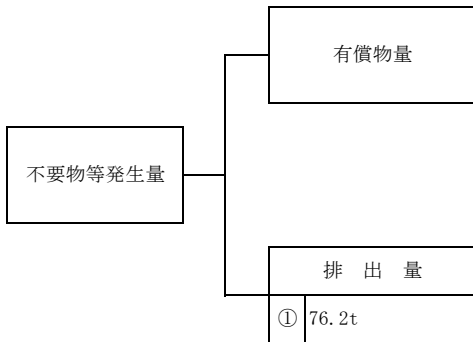 有償物量
不要物等発生量
排 出 量
① 76.2t